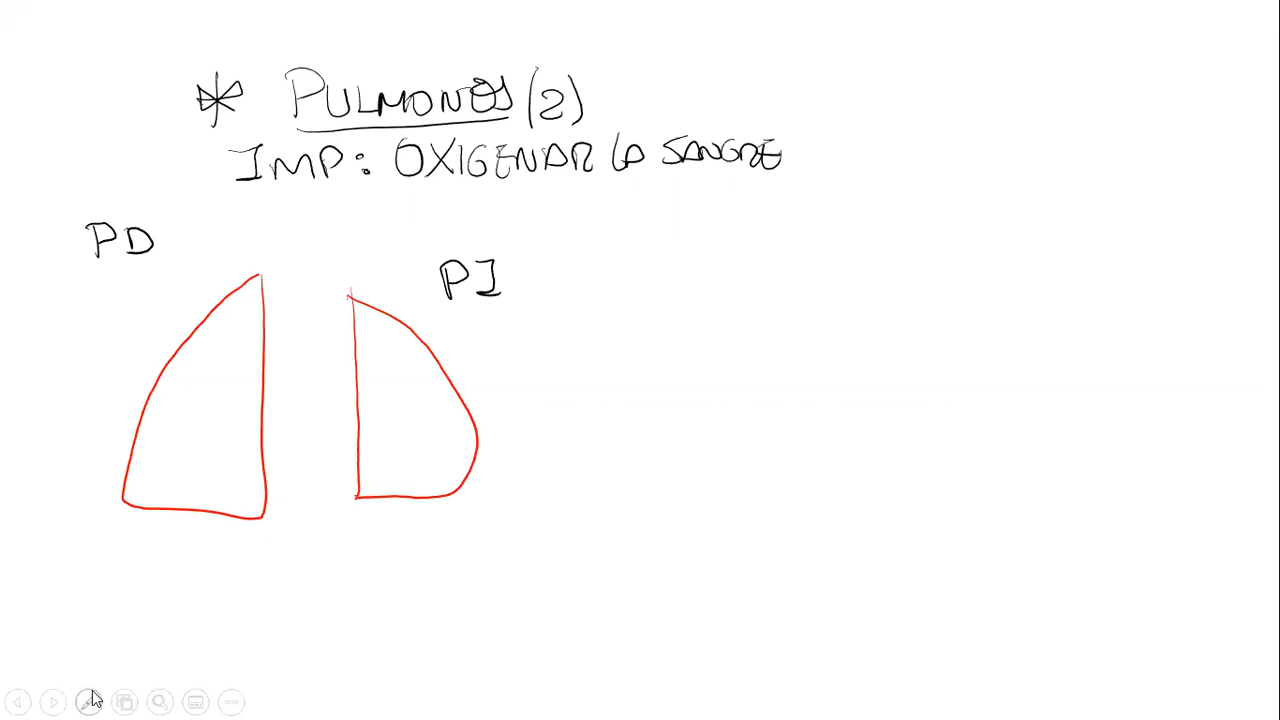 * PULMONES (2)
IMP: OXIGENAR LA SANGRE
PD
PI